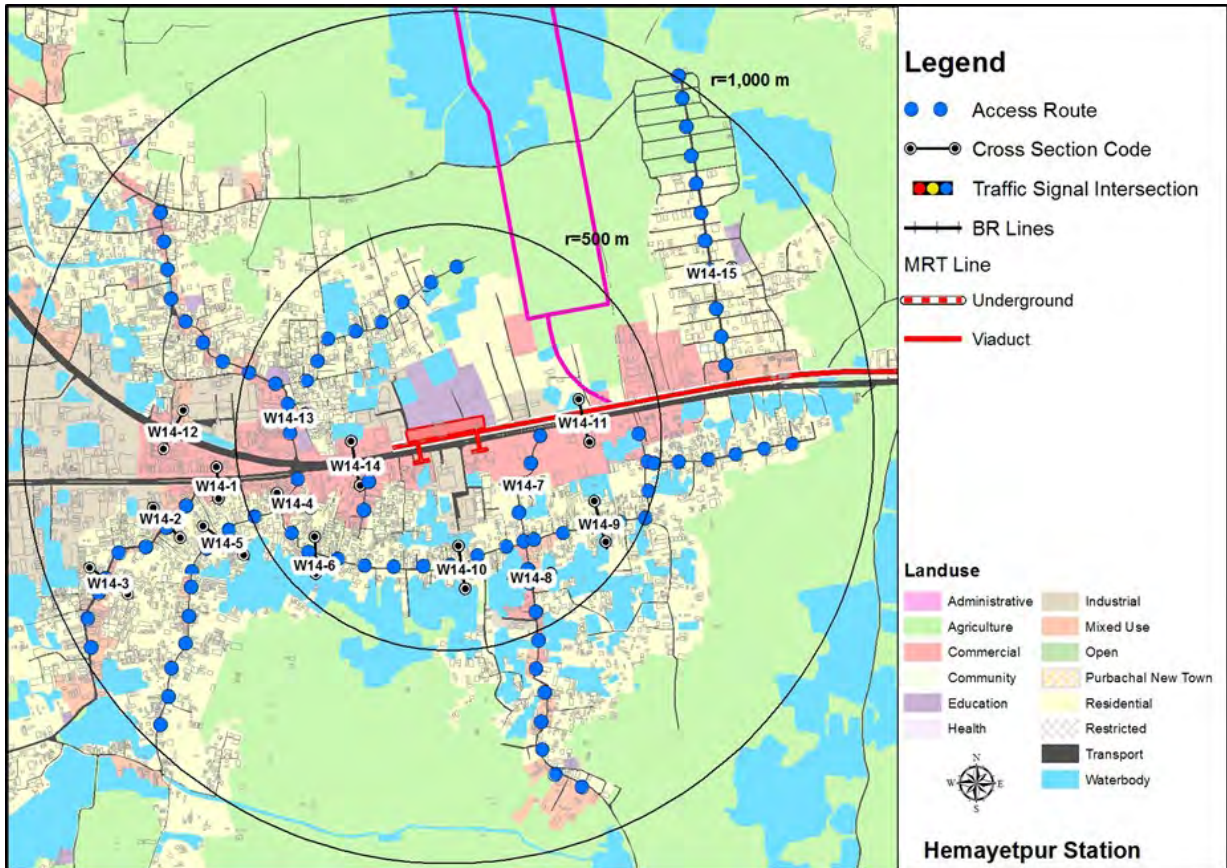 r=1,000 m
r=500 m
W14-15
W14-13
W14-11
W14-12
W14-14
W14-1
W14-7
W14-4
W14-2
W14-9
W14-5
W14-6
W14-10
W14-8
W14-3
Legend
Access Route
Cross Section Code
Traffic Signal Intersection
BR Lines
MRT Line
Underground
Viaduct
Landuse
Administrative
Agriculture
Commercial
Community
Education
Health
Industrial
Mixed Use
Open
Purbachal New Town
Residential
Restricted
Transport
Waterbody
N
W E
S
Hemayetpur Station